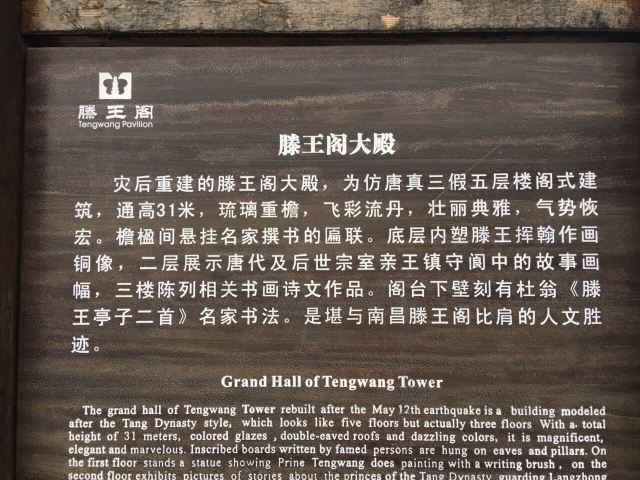 滕王阁
Tengwang Pavilion
滕王阁大殿
灾后重建的滕王阁大殿，为仿唐真三假五层楼阁式建
筑，通高31米，琉璃重檐，飞彩流丹，壮丽典雅，气势恢
宏。檐楹间悬挂名家撰书的匾联。底层内塑滕王挥翰作画
铜像，二层展示唐代及后世宗室亲王镇守阆中的故事画
幅，三楼陈列相关书画诗文作品。阁台下壁刻有杜翁《滕
王亭子二首》名家书法。是堪与南昌滕王阁比肩的人文胜
迹。
Grand Hall of Tengwang Tower
The grand hall of Tengwang Tower rebuilt after the May 12th earthquake is a building modeled
after the Tang Dynasty style, which looks like five floors but actually three floors With a total
height of 31 meters, colored glazes , double-eaved roofs and dazzling colors, it is magnificent,
elegant and marvelous. Inscribed boards written by famed persons are hung on eaves and pillars. On
the first floor stands a statue showing Prine Tengwang does painting with a writing brush , on the
second floor exhibits pictures of stories about the princes of the Tang Dynasty guarding Langzhong